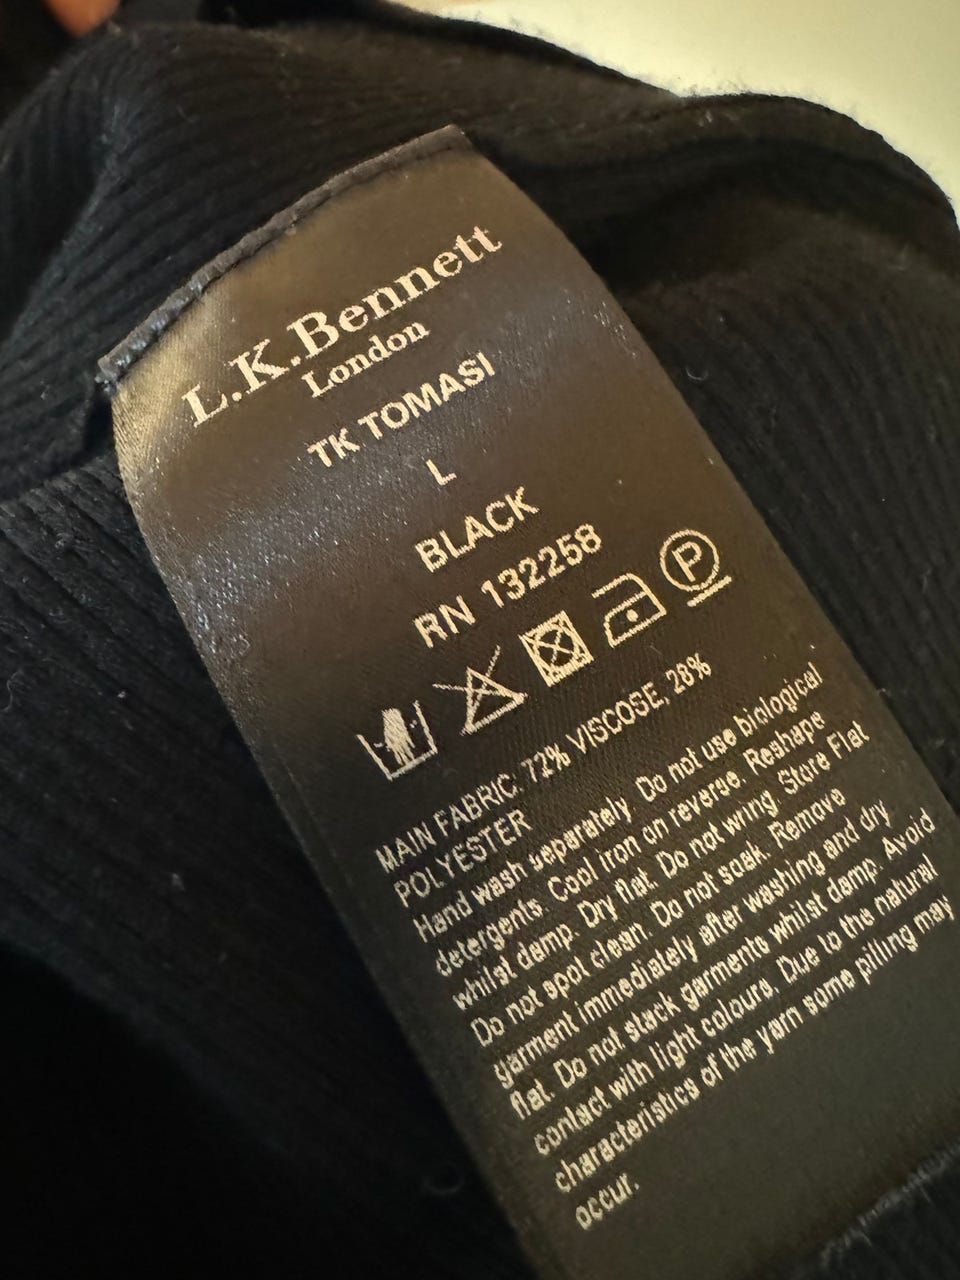 L.K.Bennett
London
TK TOMASI
L
BLACK
RN 132258
P
MAIN FABRIC: 72% VISCOSE, 28%
POLYESTER
Hand wash separately. Do not use biological
detergents. Cool iron on reverse. Reshape
whilst damp. Dry flat. Do not wring. Store Flat
Do not spot clean. Do not soak. Remove
garment immediately after washing and dry
flat. Do not stack garments whilst damp. Avoid
contact with light colours. Due to the natural
characteristics of the yarn some pilling may
occur.